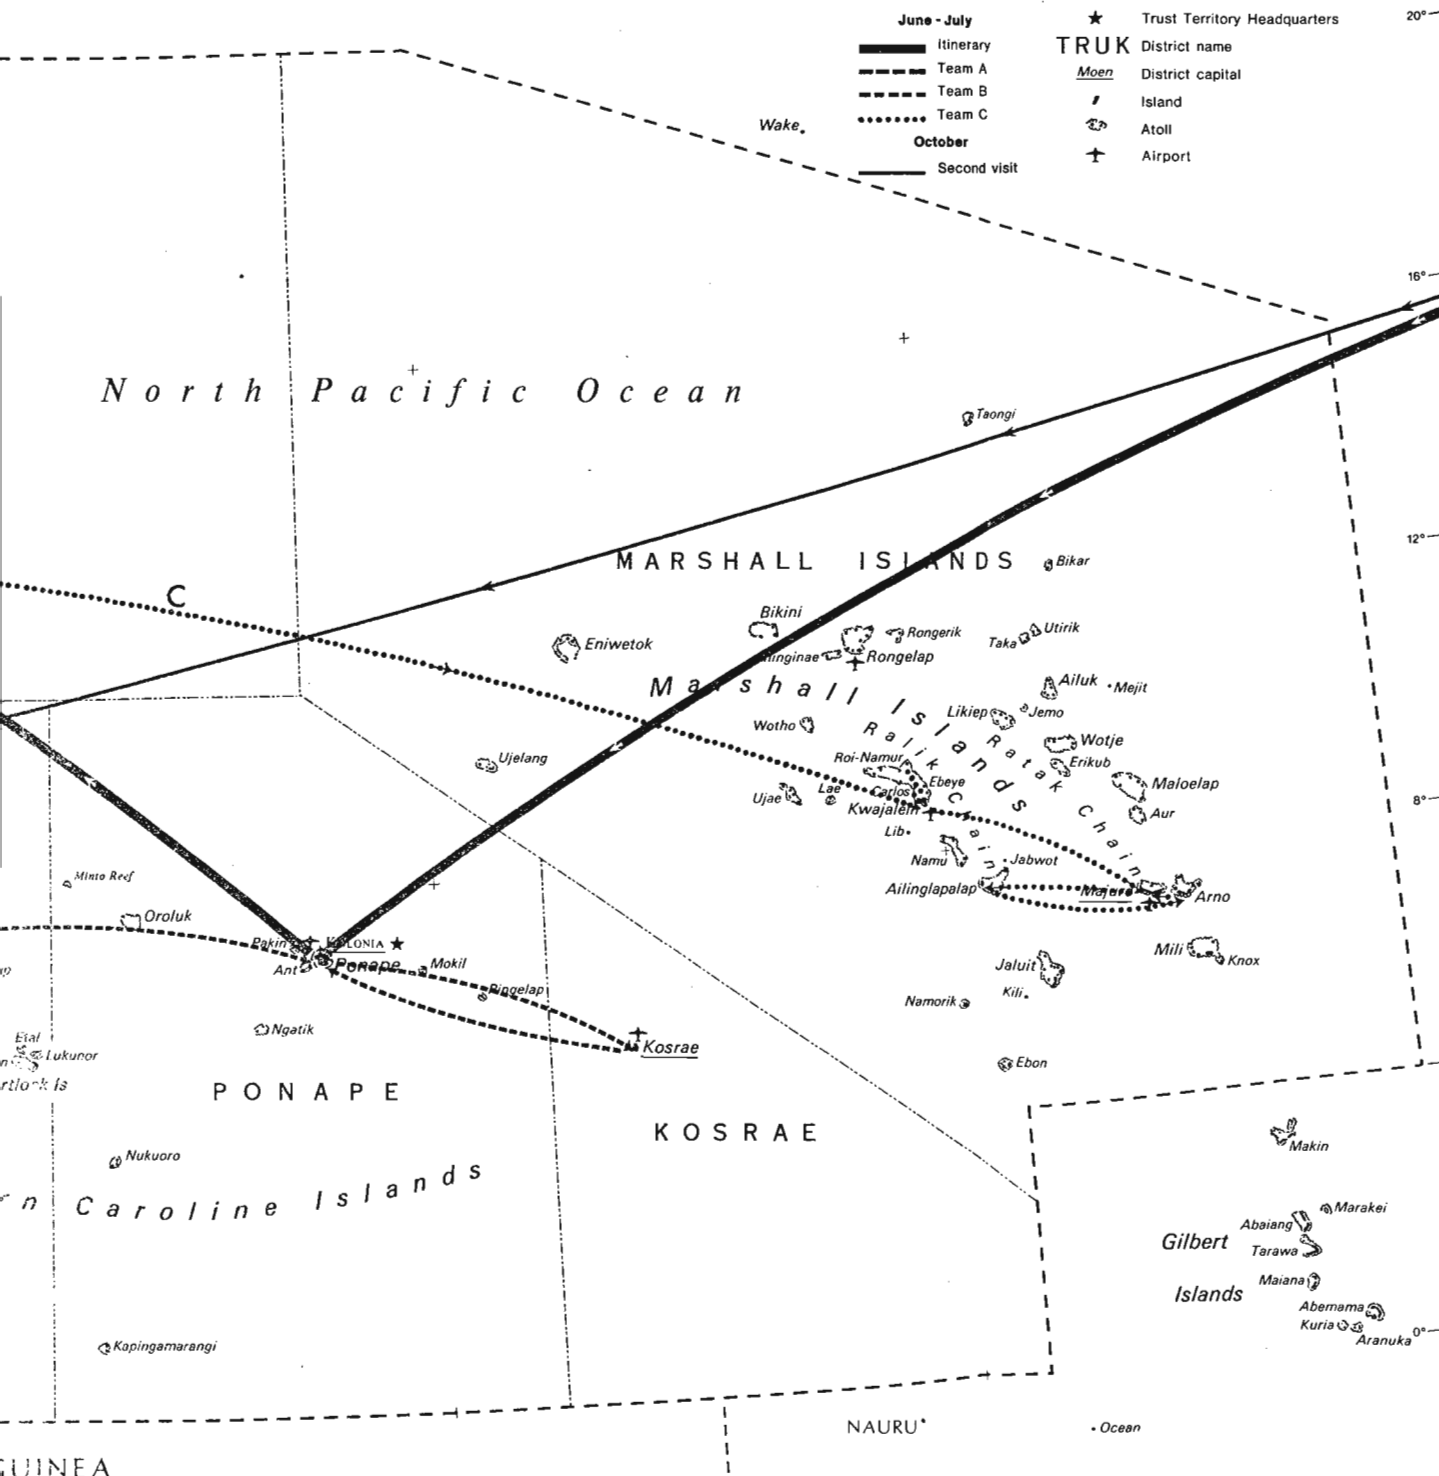 June - July
Itinerary
Team A
Team B
Team C
October
Second visit
★ Trust Territory Headquarters
TRUK District name
Moen District capital
Island
Atoll
Airport
20°
16°
12°
8°
0°
Wake
North Pacific Ocean
Taongi
MARSHALL ISLANDS
Bikar
C
Bikini
Eniwetok
Rongerik
Rongelap
Utirik
Taka
Marshall Islands
Ailuk
Mejit
Likiep
Jemo
Wotho
Ralik Chain
Ratak Chain
Wotje
Erikub
Ujelang
Roi-Namur
Ebeye
Maloelap
Ujae
Lae
Carlos
Kwajalein
Aur
Lib
Namu
Jabwot
Ailinglapalap
Majuro
Arno
Minto Reef
Oroluk
Pakin
KOLONIA
Ant
Ponape
Mokil
Pingelap
Mili
Knox
Jaluit
Kili
Namorik
Ngatik
Etal
Lukunor
Kosrae
Ebon
PONAPE
KOSRAE
Makin
Nukuoro
Caroline Islands
Marakei
Abaiang
Gilbert
Tarawa
Islands
Maiana
Abemama
Kuria
Aranuka
Kapingamarangi
NAURU
Ocean
GUINEA